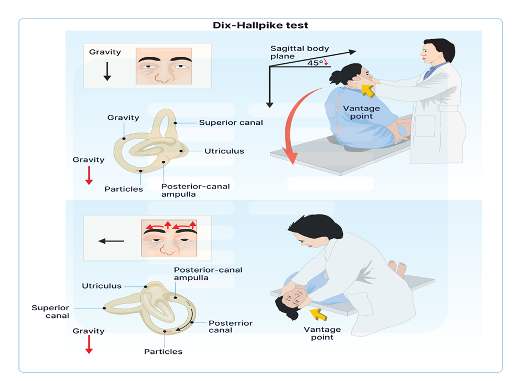 Dix-Hallpike test
Gravity
Sagittal body
plane
45°
Vantage
point
Gravity
Superior canal
Utriculus
Gravity
Particles
Posterior-canal
ampulla
Posterior-canal
ampulla
Utriculus
Superior
canal
Posterrior
canal
Gravity
Particles
Vantage
point